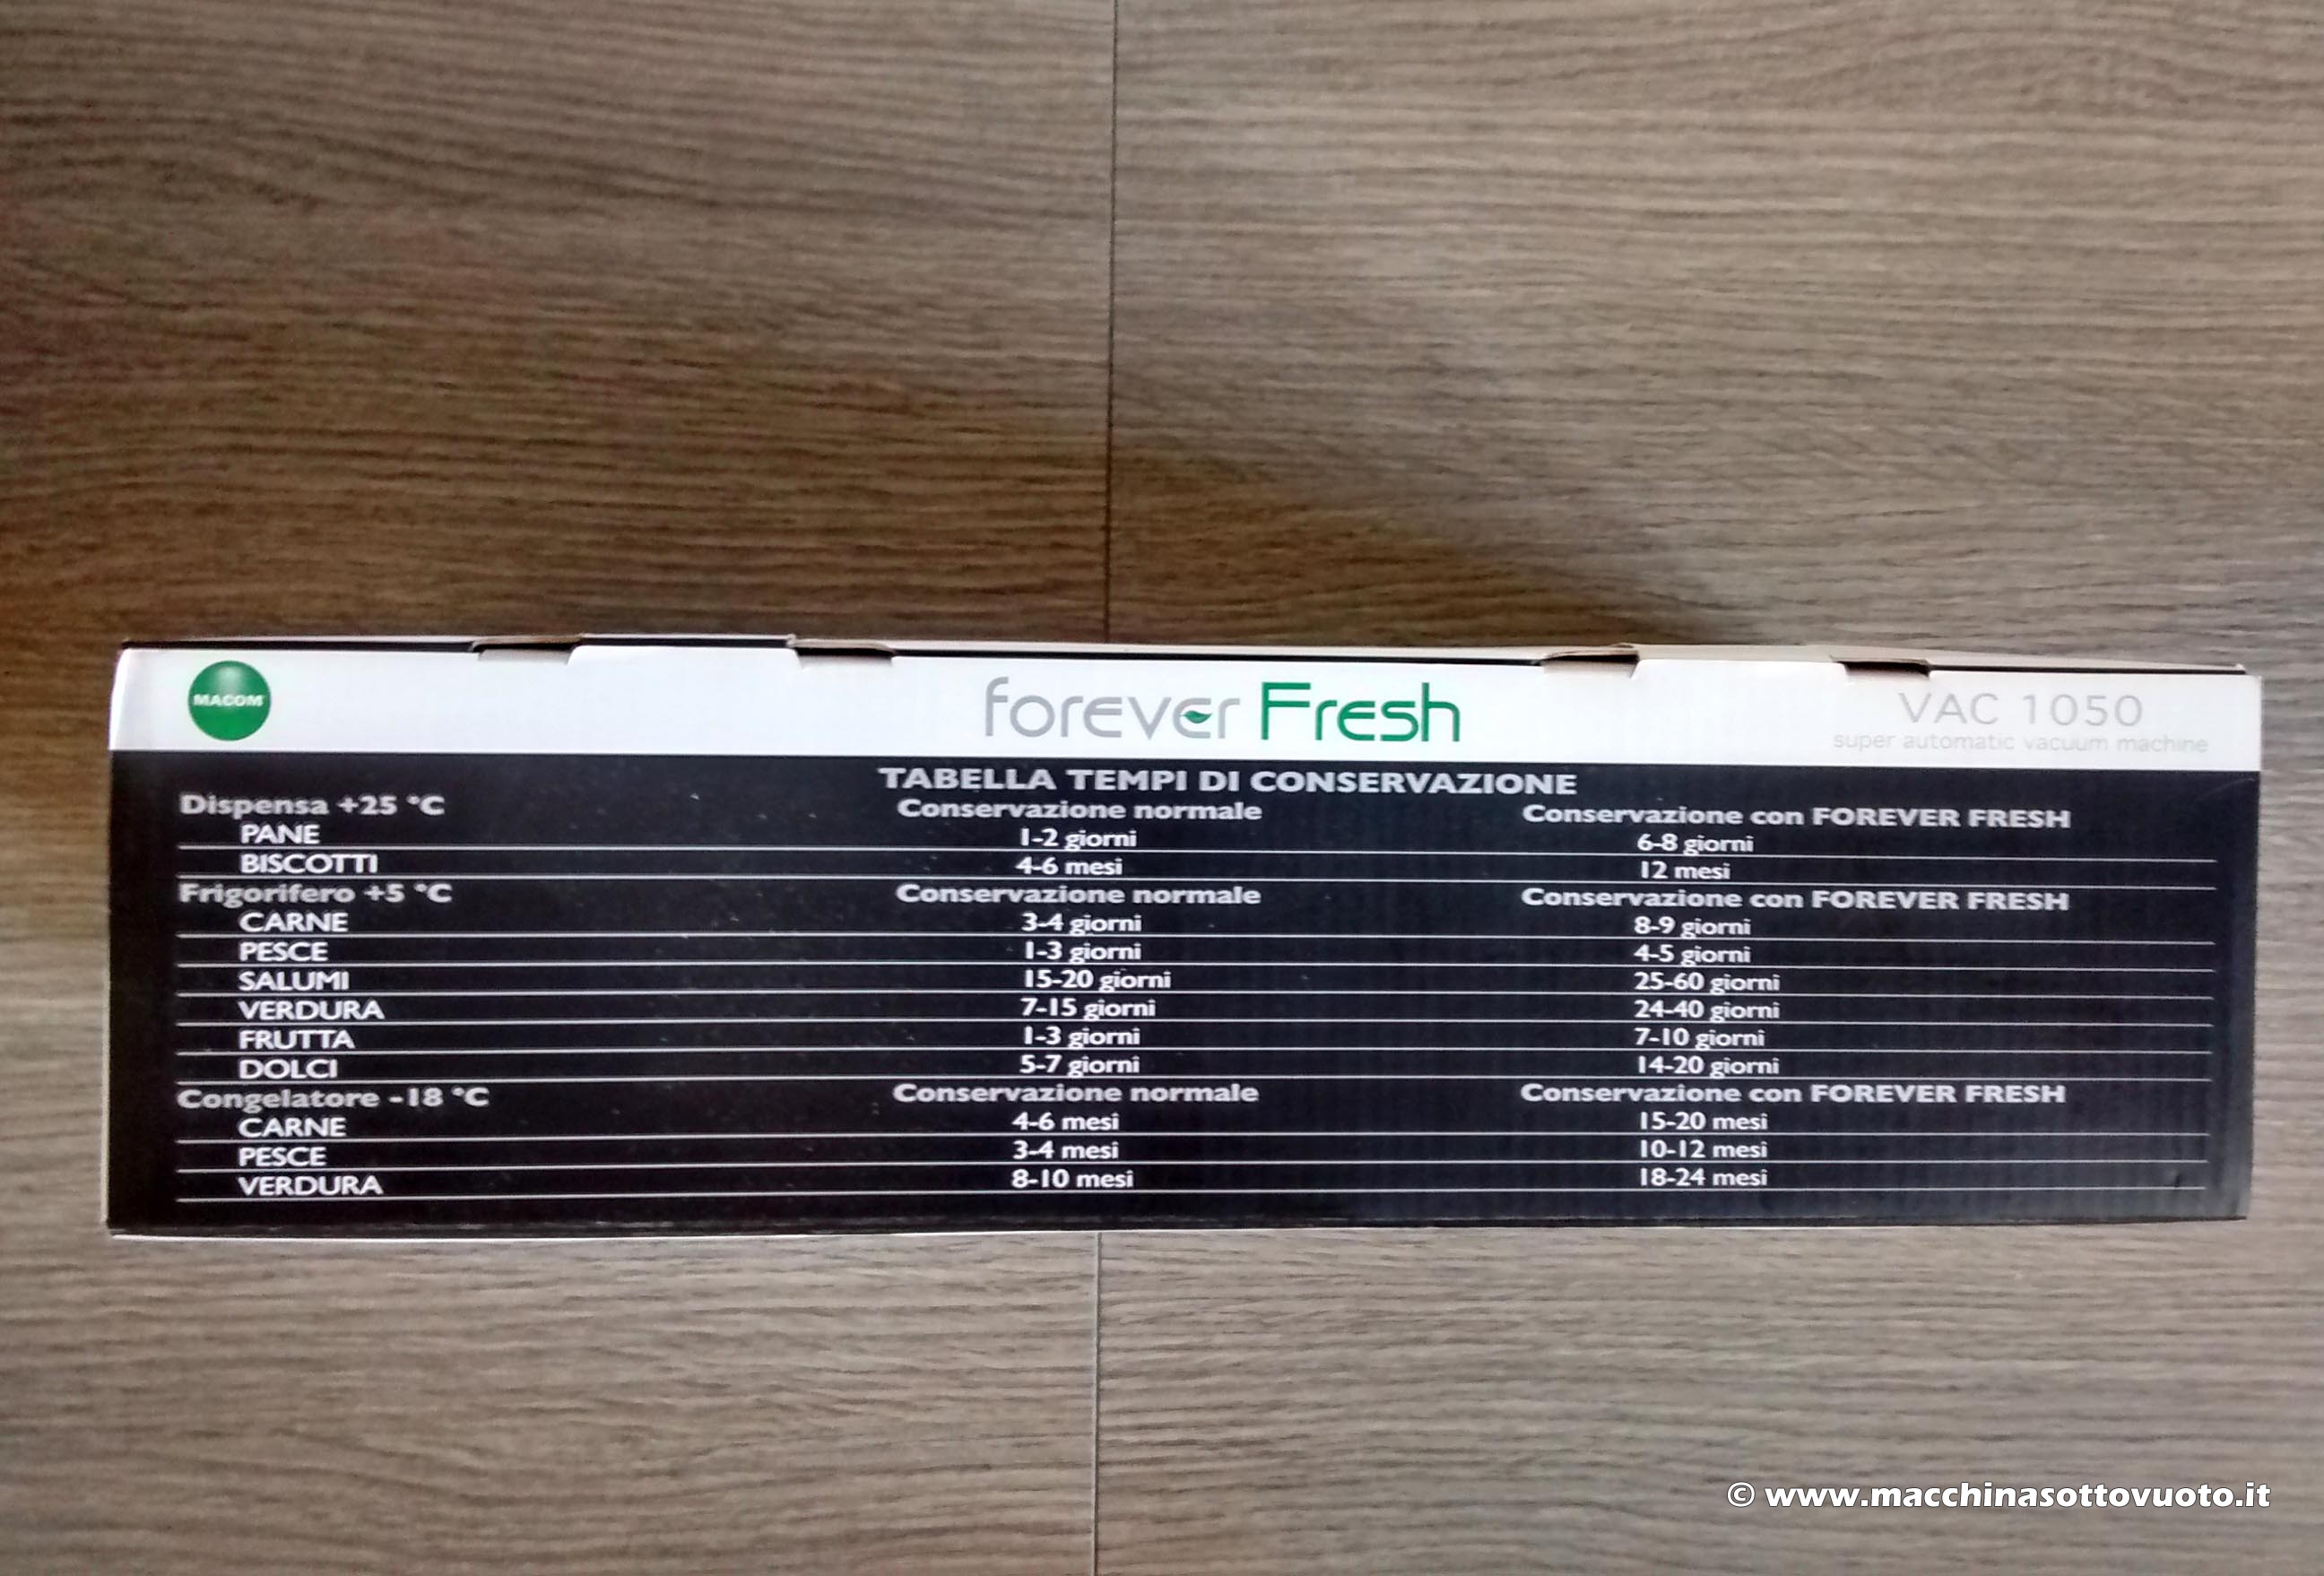 MACOM
forever Fresh
VAC 1050
super automatic vacuum machine
TABELLA TEMPI DI CONSERVAZIONE
Dispensa +25 °C Conservazione normale Conservazione con FOREVER FRESH
PANE 1-2 giorni 6-8 giorni
BISCOTTI 4-6 mesi 12 mesi
Frigorifero +5 °C Conservazione normale Conservazione con FOREVER FRESH
CARNE 3-4 giorni 8-9 giorni
PESCE 1-3 giorni 4-5 giorni
SALUMI 15-20 giorni 25-60 giorni
VERDURA 7-15 giorni 24-40 giorni
FRUTTA 1-3 giorni 7-10 giorni
DOLCI 5-7 giorni 14-20 giorni
Congelatore -18 °C Conservazione normale Conservazione con FOREVER FRESH
CARNE 4-6 mesi 15-20 mesi
PESCE 3-4 mesi 10-12 mesi
VERDURA 8-10 mesi 18-24 mesi
© www.macchinasottovuoto.it